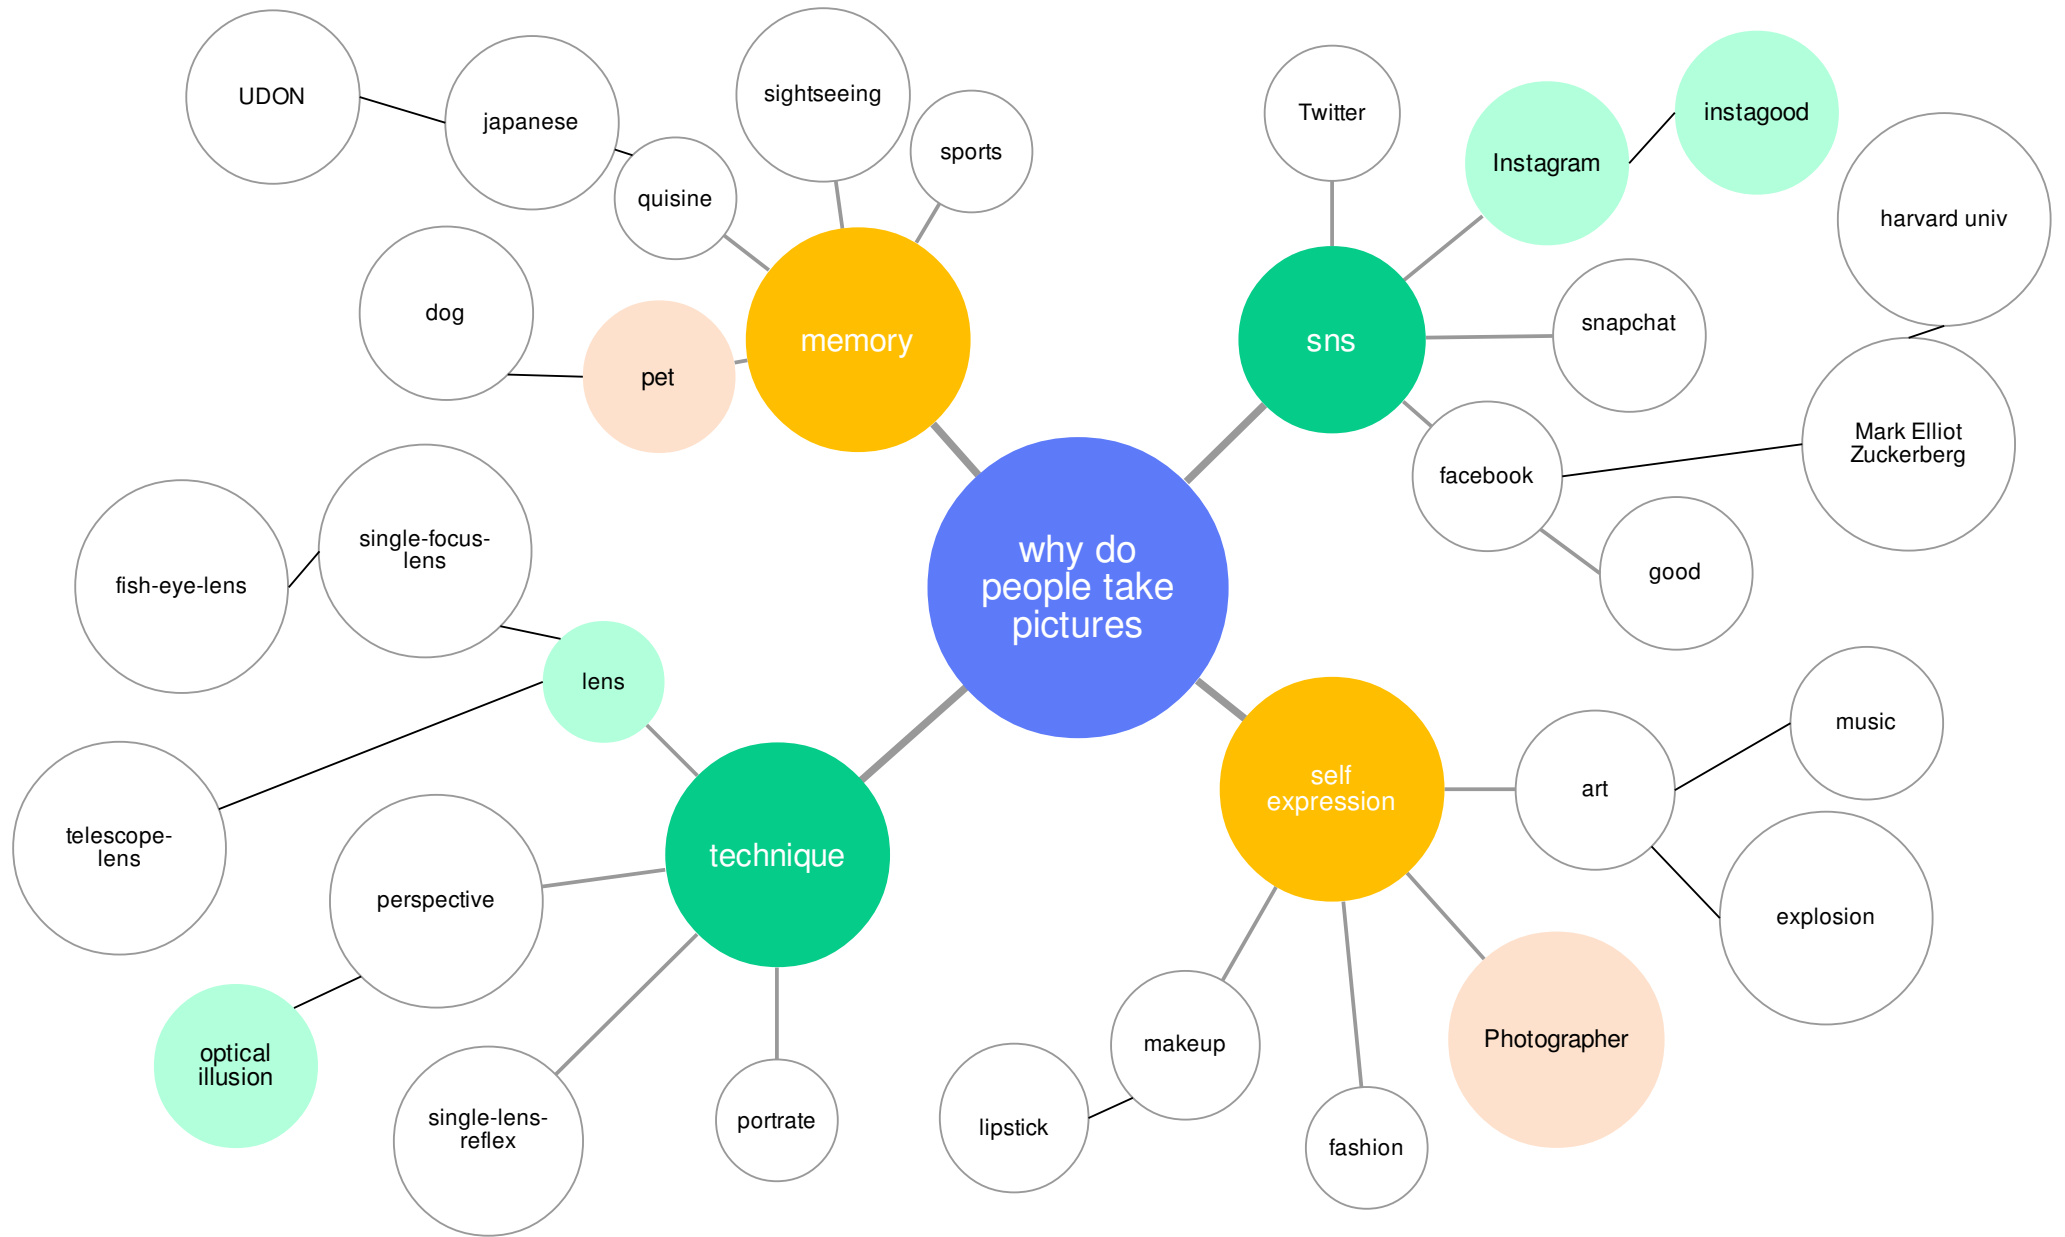 UDON
japanese
quisine
sightseeing
sports
dog
pet
memory
Twitter
Instagram
instagood
harvard univ
sns
snapchat
facebook
Mark Elliot
Zuckerberg
good
why do
people take
pictures
single-focus-
lens
fish-eye-lens
lens
telescope-
lens
perspective
technique
optical
illusion
single-lens-
reflex
portrate
self
expression
art
music
explosion
makeup
lipstick
fashion
Photographer